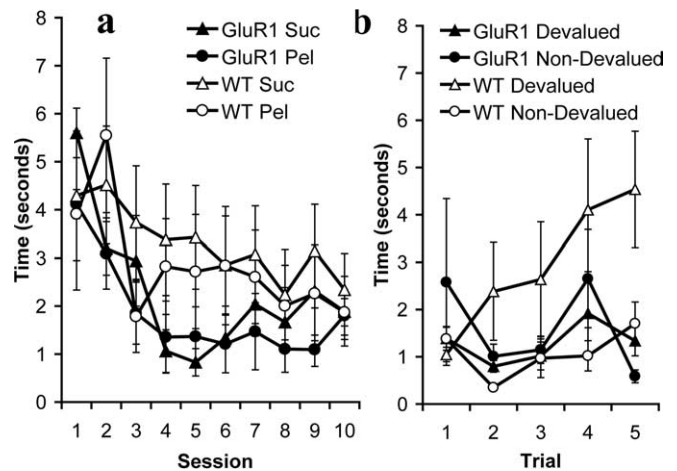 a
GluR1 Suc
GluR1 Pel
WT Suc
WT Pel
Time (seconds)
8
7
6
5
4
3
2
1
0
1 2 3 4 5 6 7 8 9 10
Session
b
GluR1 Devalued
GluR1 Non-Devalued
WT Devalued
WT Non-Devalued
Time (seconds)
8
7
6
5
4
3
2
1
0
1 2 3 4 5
Trial